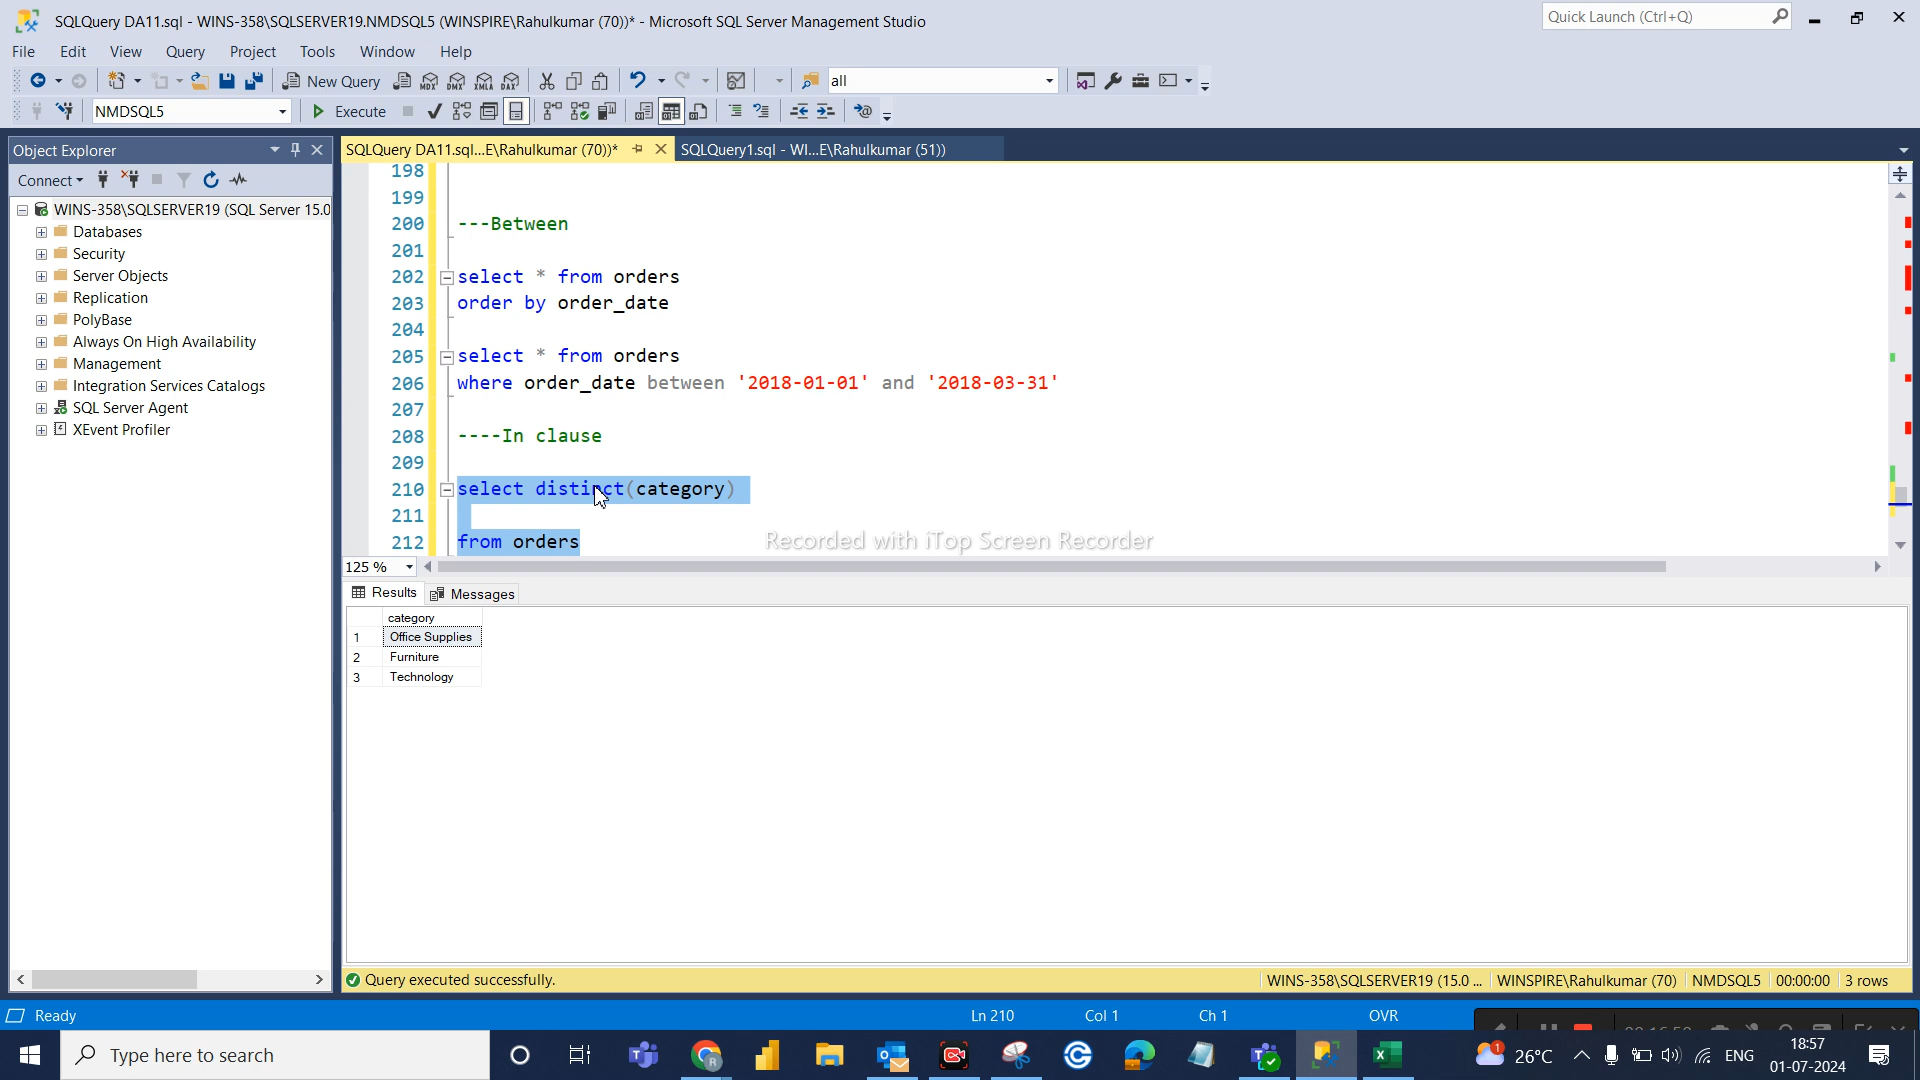 SQLQuery DA11.sql - WINS-358\SQLSERVER19.NMDSQL5 (WINSPIRE\Rahulkumar (70))* - Microsoft SQL Server Management Studio
Quick Launch (Ctrl+Q)
File Edit View Query Project Tools Window Help
New Query MDX DMX XMLA DAX all
NMDSQL5 Execute
Object Explorer
SQLQuery DA11.sql...E\Rahulkumar (70))*
SQLQuery1.sql - WI...E\Rahulkumar (51))
Connect
WINS-358\SQLSERVER19 (SQL Server 15.0
Databases
Security
Server Objects
Replication
PolyBase
Always On High Availability
Management
Integration Services Catalogs
SQL Server Agent
XEvent Profiler
198
199
200 ---Between
201
202 select * from orders
203 order by order_date
204
205 select * from orders
206 where order_date between '2018-01-01' and '2018-03-31'
207
208 ----In clause
209
210 select distinct(category)
211
212 from orders
Recorded with iTop Screen Recorder
125 %
Results Messages
category
1 Office Supplies
2 Furniture
3 Technology
Query executed successfully.
WINS-358\SQLSERVER19 (15.0 ... WINSPIRE\Rahulkumar (70) NMDSQL5 00:00:00 3 rows
Ready Ln 210 Col 1 Ch 1 OVR
Type here to search
1 26°C ENG
18:57
01-07-2024